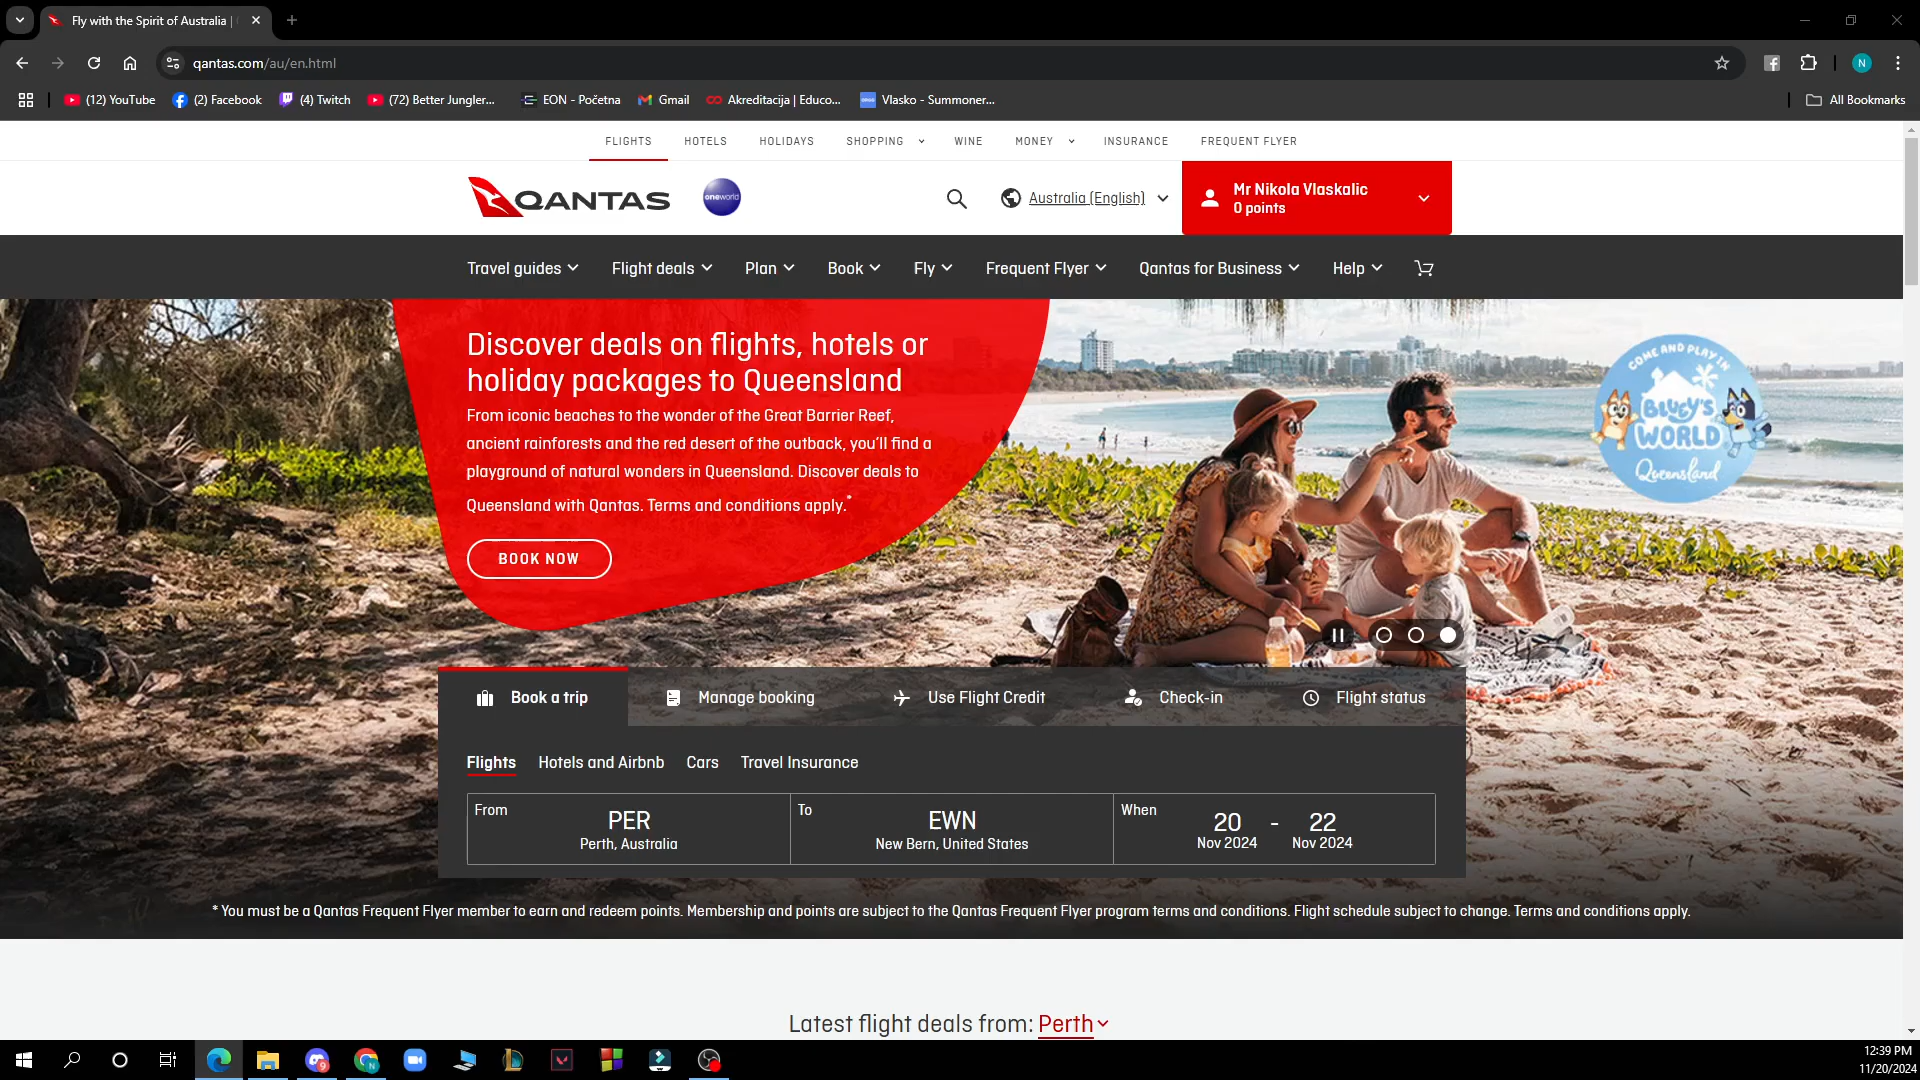 Fly with the Spirit of Australia |
qantas.com/au/en.html
N
(12) YouTube
(2) Facebook
(4) Twitch
(72) Better Jungler...
EON - Početna
Gmail
Akreditacija | Educo...
Vlasko - Summoner...
All Bookmarks
FLIGHTS
HOTELS
HOLIDAYS
SHOPPING
WINE
MONEY
INSURANCE
FREQUENT FLYER
QANTAS
oneworld
Australia (English)
Mr Nikola Vlaskalic
0 points
Travel guides
Flight deals
Plan
Book
Fly
Frequent Flyer
Qantas for Business
Help
Discover deals on flights, hotels or
holiday packages to Queensland
From iconic beaches to the wonder of the Great Barrier Reef,
ancient rainforests and the red desert of the outback, you'll find a
playground of natural wonders in Queensland. Discover deals to
Queensland with Qantas. Terms and conditions apply.*
BOOK NOW
COME AND PLAY IN
BLUEY'S
WORLD
Queensland
Book a trip
Manage booking
Use Flight Credit
Check-in
Flight status
Flights
Hotels and Airbnb
Cars
Travel Insurance
From
PER
Perth, Australia
To
EWN
New Bern, United States
When
20 - 22
Nov 2024 Nov 2024
* You must be a Qantas Frequent Flyer member to earn and redeem points. Membership and points are subject to the Qantas Frequent Flyer program terms and conditions. Flight schedule subject to change. Terms and conditions apply.
Latest flight deals from: Perth
9
N
12:39 PM
11/20/2024